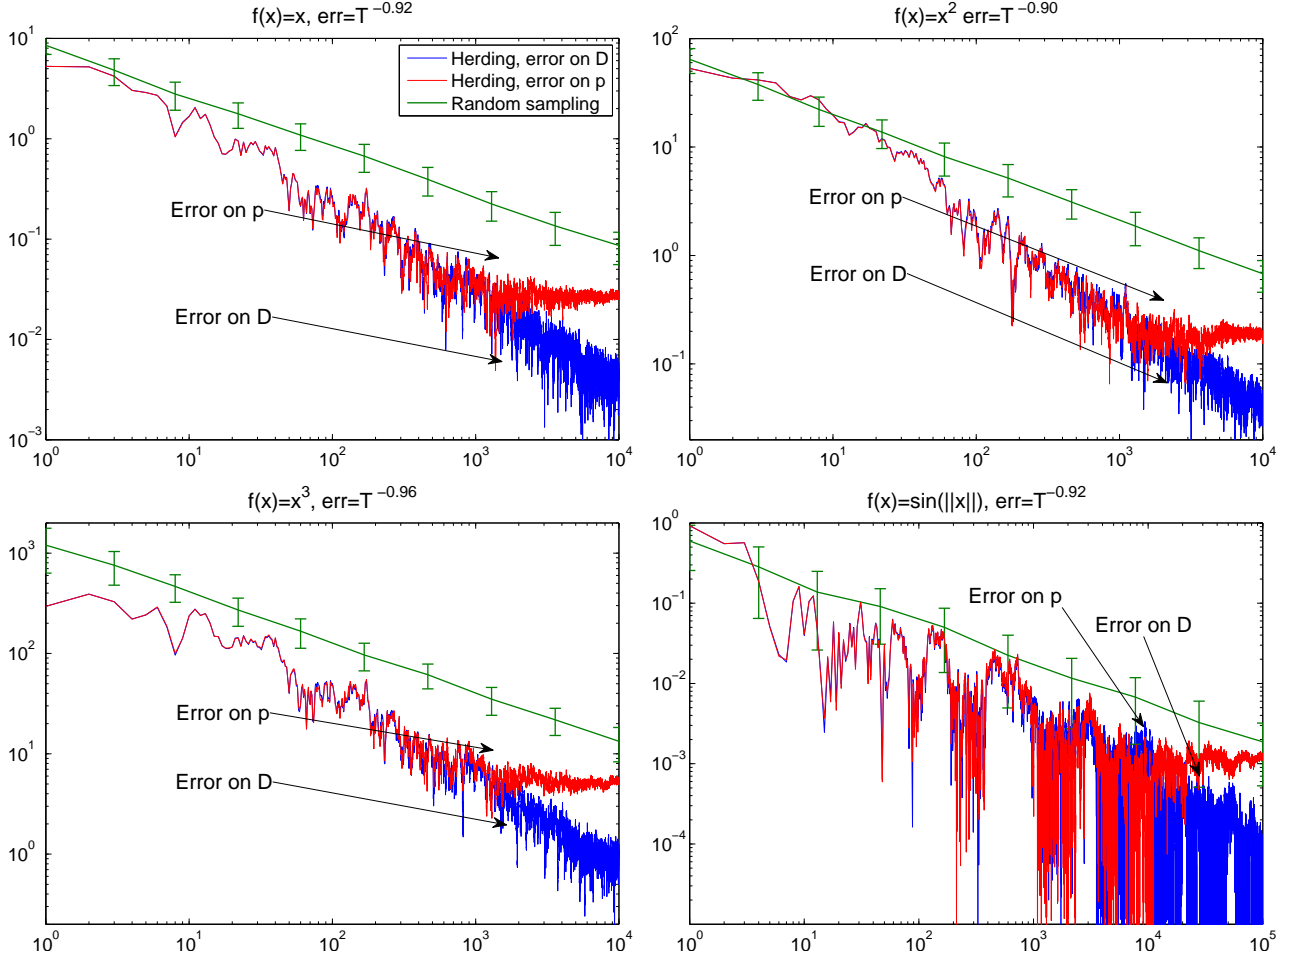 f(x)=x, err=T^-0.92
10^1
10^0
10^-1
10^-2
10^-3
Herding, error on D
Herding, error on p
Random sampling
Error on p
Error on D
10^0 10^1 10^2 10^3 10^4
f(x)=x^2 err=T^-0.90
10^2
10^1
10^0
10^-1
Error on p
Error on D
10^0 10^1 10^2 10^3 10^4
f(x)=x^3, err=T^-0.96
10^3
10^2
10^1
10^0
Error on p
Error on D
10^0 10^1 10^2 10^3 10^4
f(x)=sin(||x||), err=T^-0.92
10^0
10^-1
10^-2
10^-3
10^-4
Error on p
Error on D
10^0 10^1 10^2 10^3 10^4 10^5